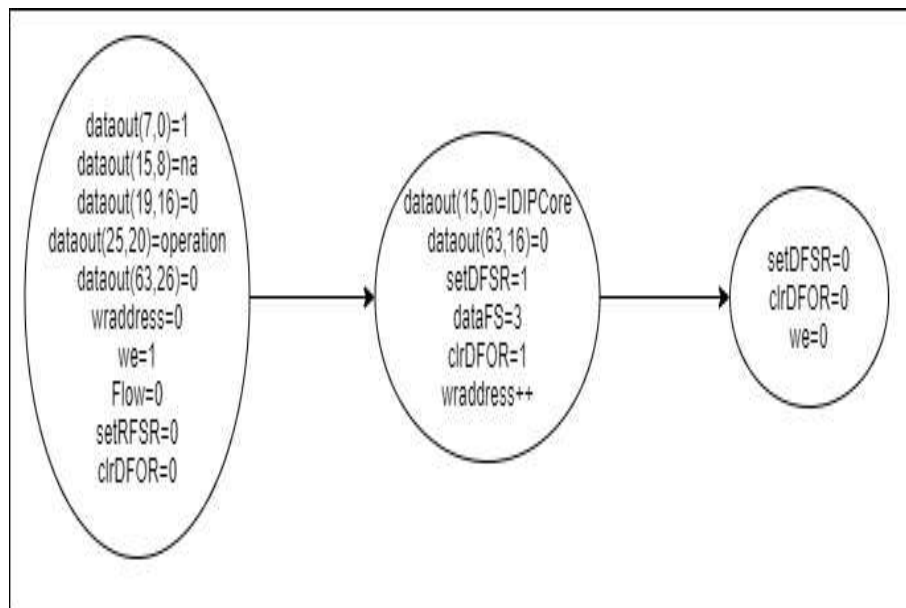 dataout(7,0)=1
dataout(15,8)=na
dataout(19,16)=0
dataout(25,20)=operation
dataout(63,26)=0
wraddress=0
we=1
Flow=0
setRFSR=0
clrDFOR=0
dataout(15,0)=IDIPCore
dataout(63,16)=0
setDFSR=1
dataFS=3
clrDFOR=1
wraddress++
setDFSR=0
clrDFOR=0
we=0